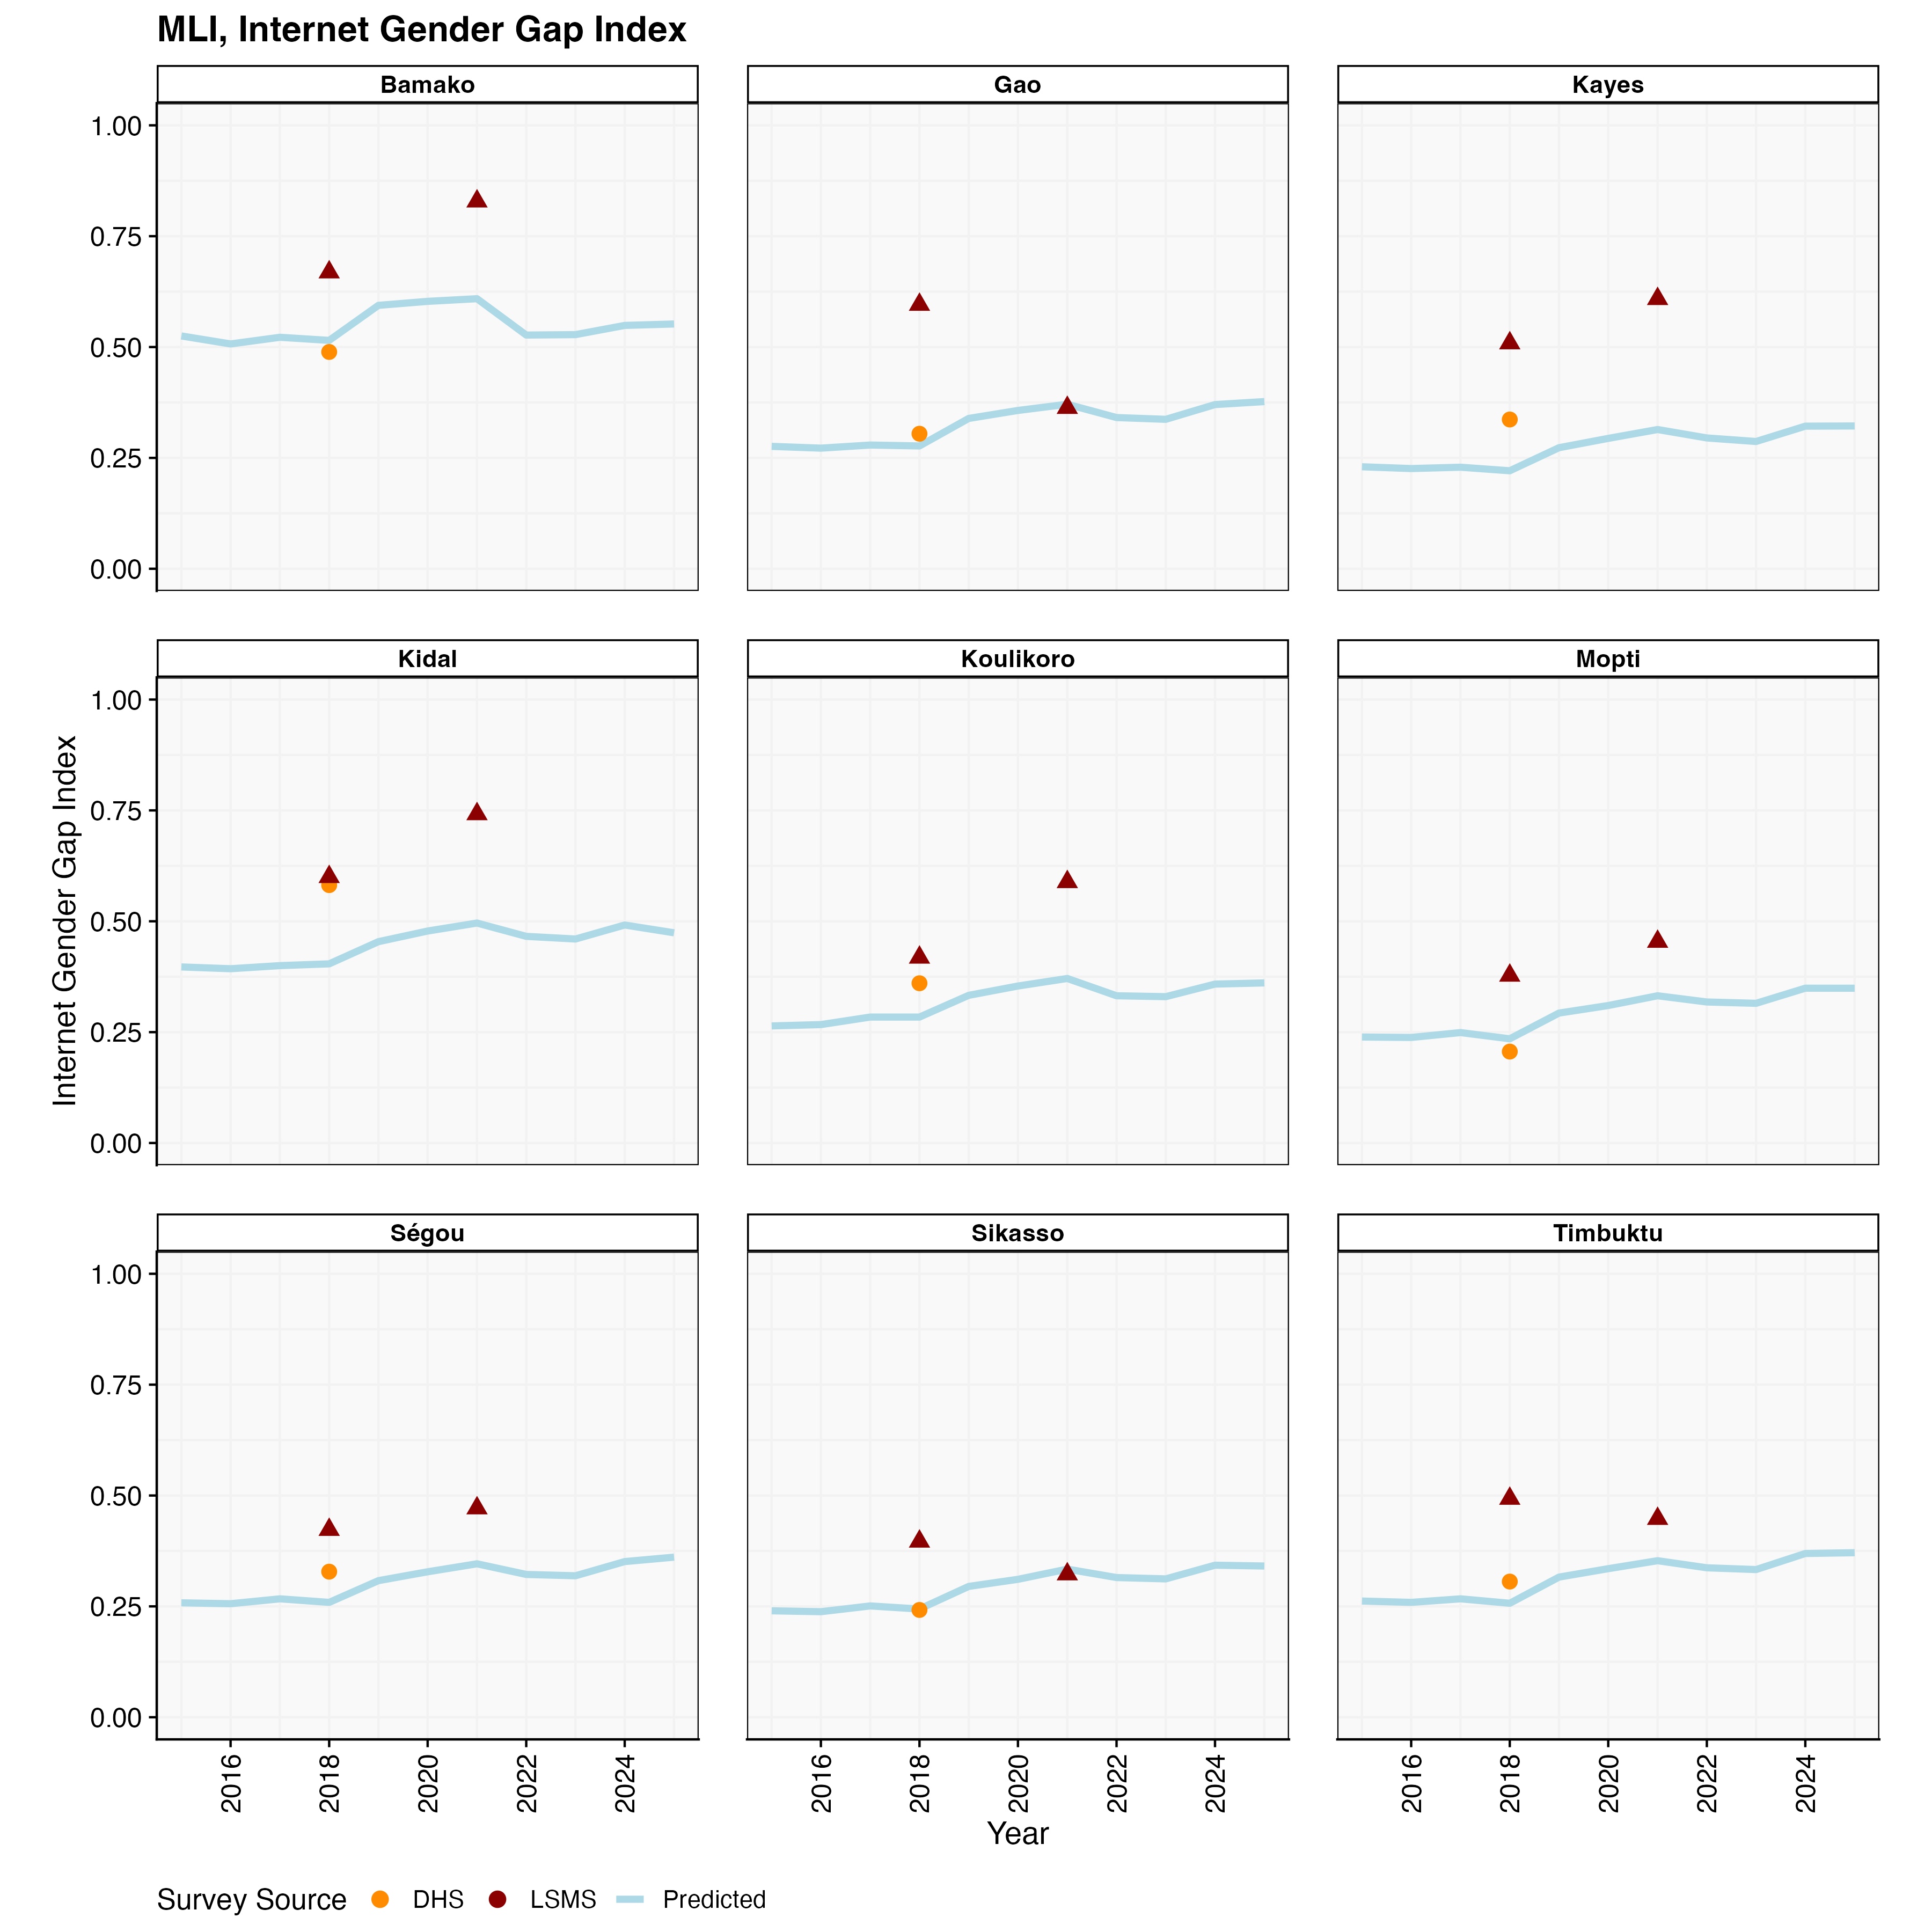 MLI, Internet Gender Gap Index
Bamako
Gao
Kayes
1.00
0.75
0.50
0.25
0.00
Kidal
Koulikoro
Mopti
1.00
0.75
0.50
0.25
0.00
Internet Gender Gap Index
Ségou
Sikasso
Timbuktu
1.00
0.75
0.50
0.25
0.00
2016 2018 2020 2022 2024
2016 2018 2020 2022 2024
2016 2018 2020 2022 2024
Year
Survey Source DHS LSMS Predicted